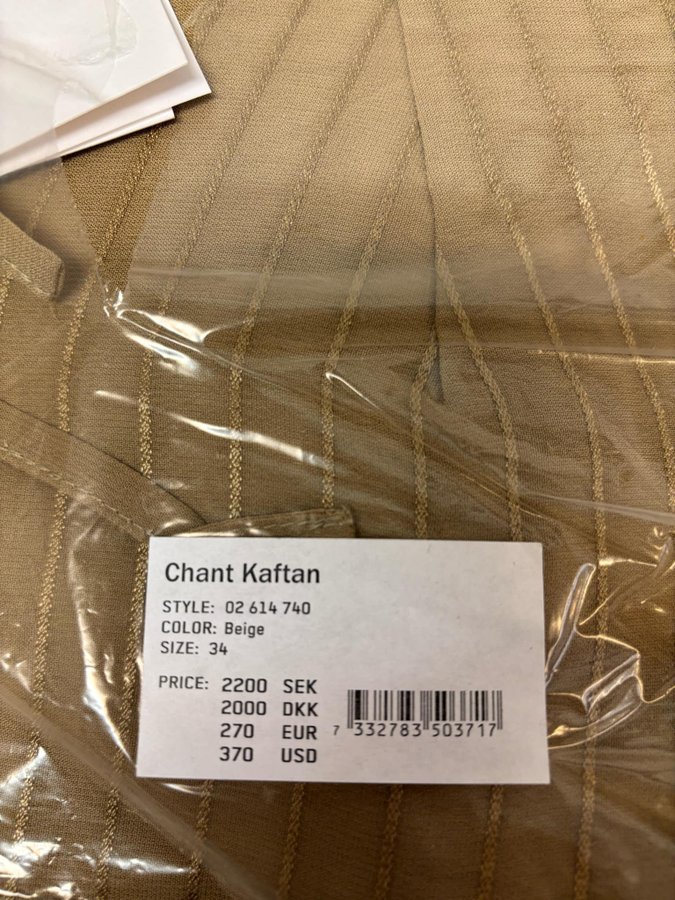 Chant Kaftan
STYLE: 02 614 740
COLOR: Beige
SIZE: 34
PRICE: 2200 SEK
2000 DKK
270 EUR
370 USD
7 332783 503717